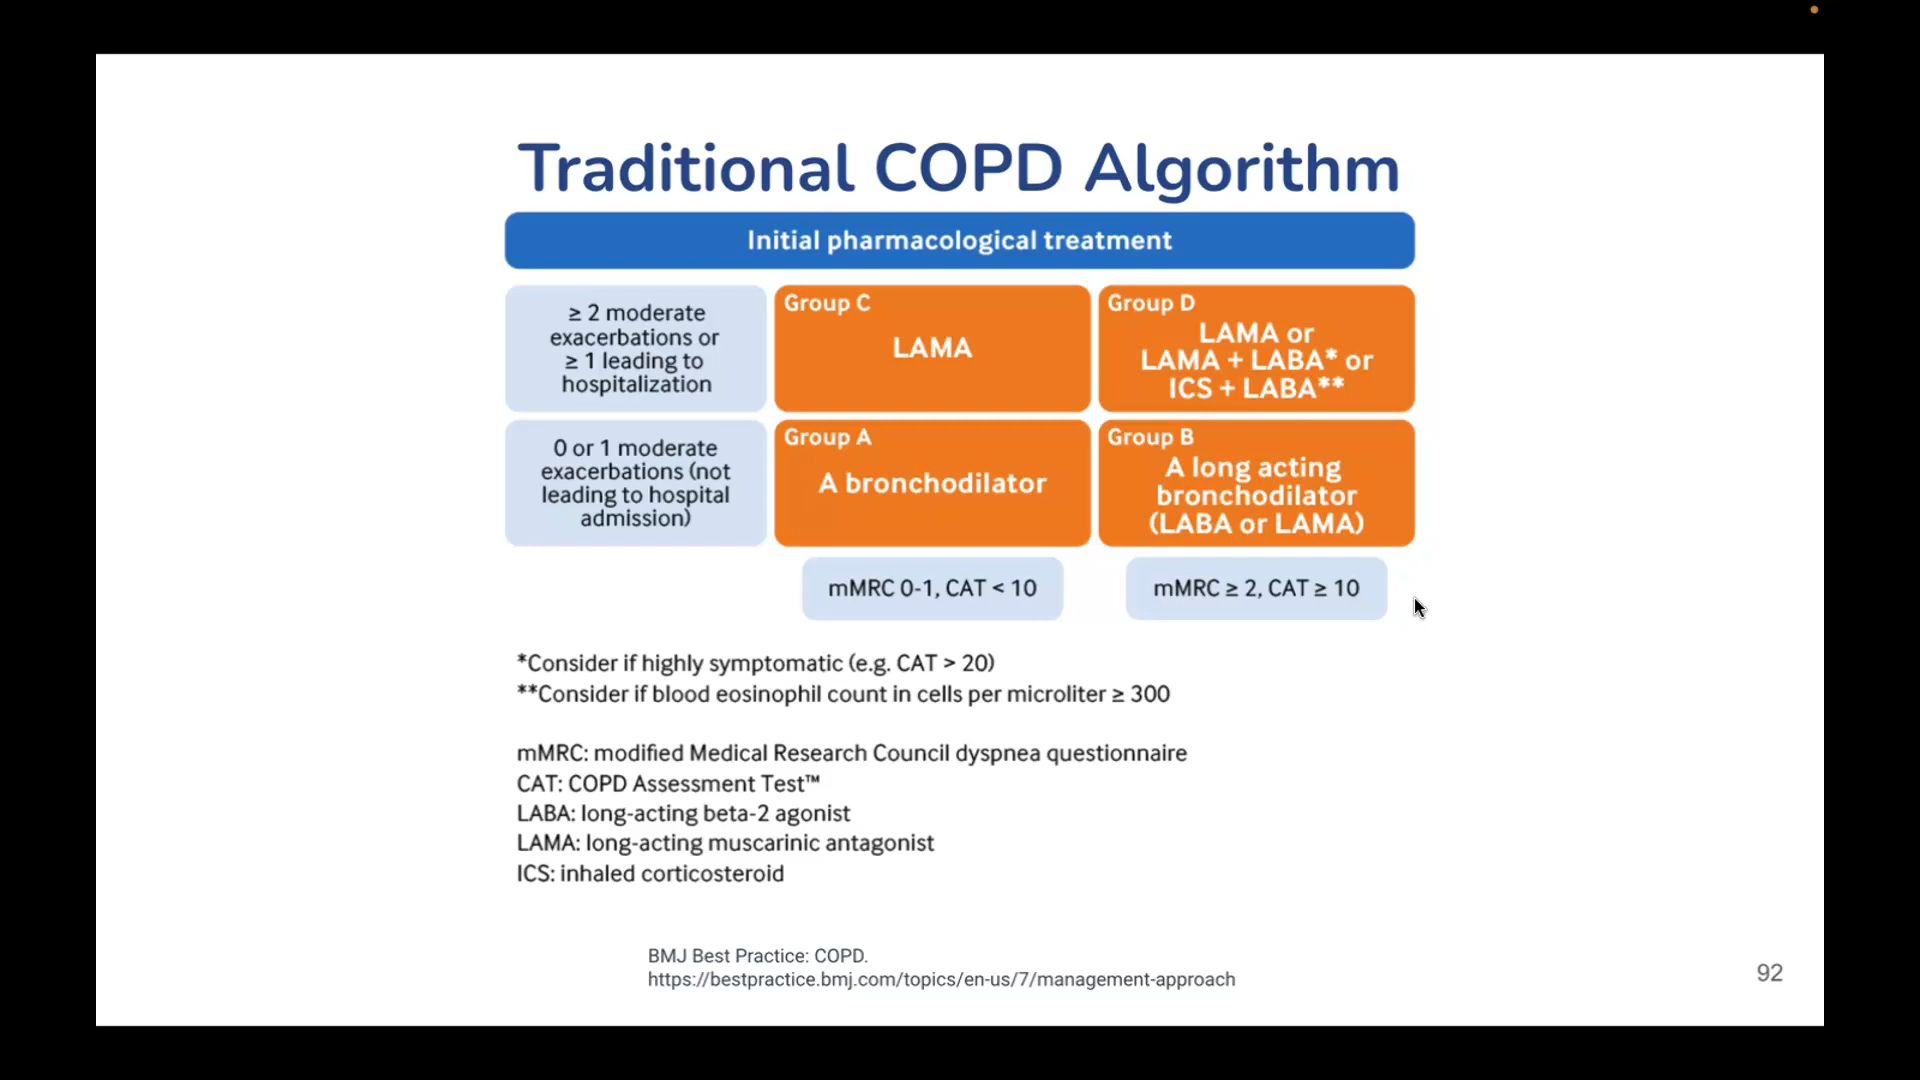 Traditional COPD Algorithm
Initial pharmacological treatment
≥ 2 moderate
exacerbations or
≥ 1 leading to
hospitalization
Group C
LAMA
Group D
LAMA or
LAMA + LABA* or
ICS + LABA**
0 or 1 moderate
exacerbations (not
leading to hospital
admission)
Group A
A bronchodilator
Group B
A long acting
bronchodilator
(LABA or LAMA)
mMRC 0-1, CAT < 10
mMRC ≥ 2, CAT ≥ 10
*Consider if highly symptomatic (e.g. CAT > 20)
**Consider if blood eosinophil count in cells per microliter ≥ 300
mMRC: modified Medical Research Council dyspnea questionnaire
CAT: COPD Assessment Test™
LABA: long-acting beta-2 agonist
LAMA: long-acting muscarinic antagonist
ICS: inhaled corticosteroid
BMJ Best Practice: COPD.
https://bestpractice.bmj.com/topics/en-us/7/management-approach
92